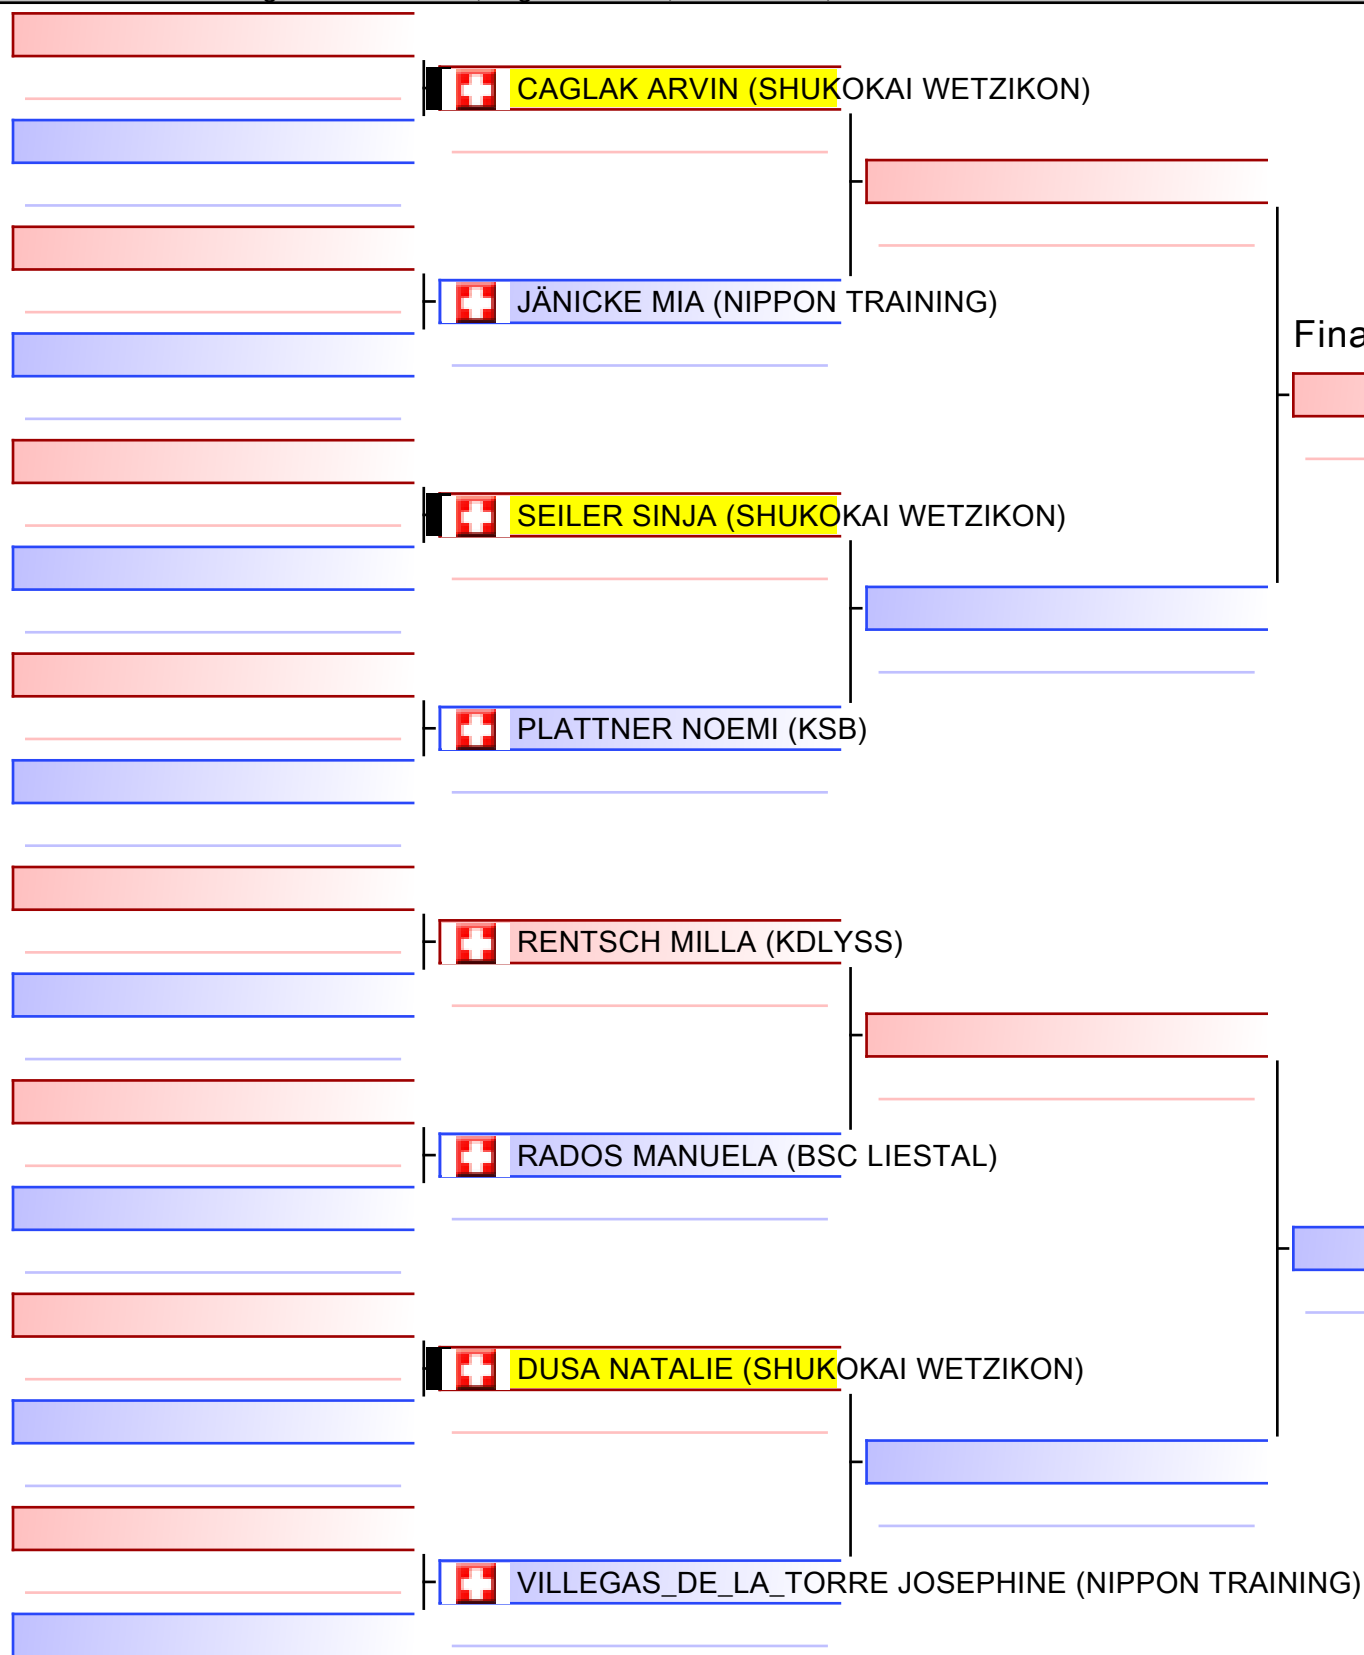 CAGLAK ARVIN (SHUKOKAI WETZIKON)
JÄNICKE MIA (NIPPON TRAINING)
Fina
SEILER SINJA (SHUKOKAI WETZIKON)
PLATTNER NOEMI (KSB)
RENTSCH MILLA (KDLYSS)
RADOS MANUELA (BSC LIESTAL)
DUSA NATALIE (SHUKOKAI WETZIKON)
VILLEGAS_DE_LA_TORRE JOSEPHINE (NIPPON TRAINING)